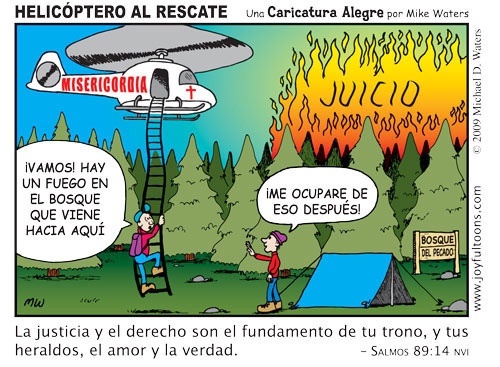 HELICÓPTERO AL RESCATE Una Caricatura Alegre por Mike Waters
MISERICORDIA
JUICIO
¡VAMOS! HAY
UN FUEGO EN
EL BOSQUE
QUE VIENE
HACIA AQUÍ
¡ME OCUPARE DE
ESO DESPUÉS!
BOSQUE
DEL PECADO
MW
© 2009 Michael D. Waters
www.joyfultoons.com
La justicia y el derecho son el fundamento de tu trono, y tus
heraldos, el amor y la verdad.
– SALMOS 89:14 NVI